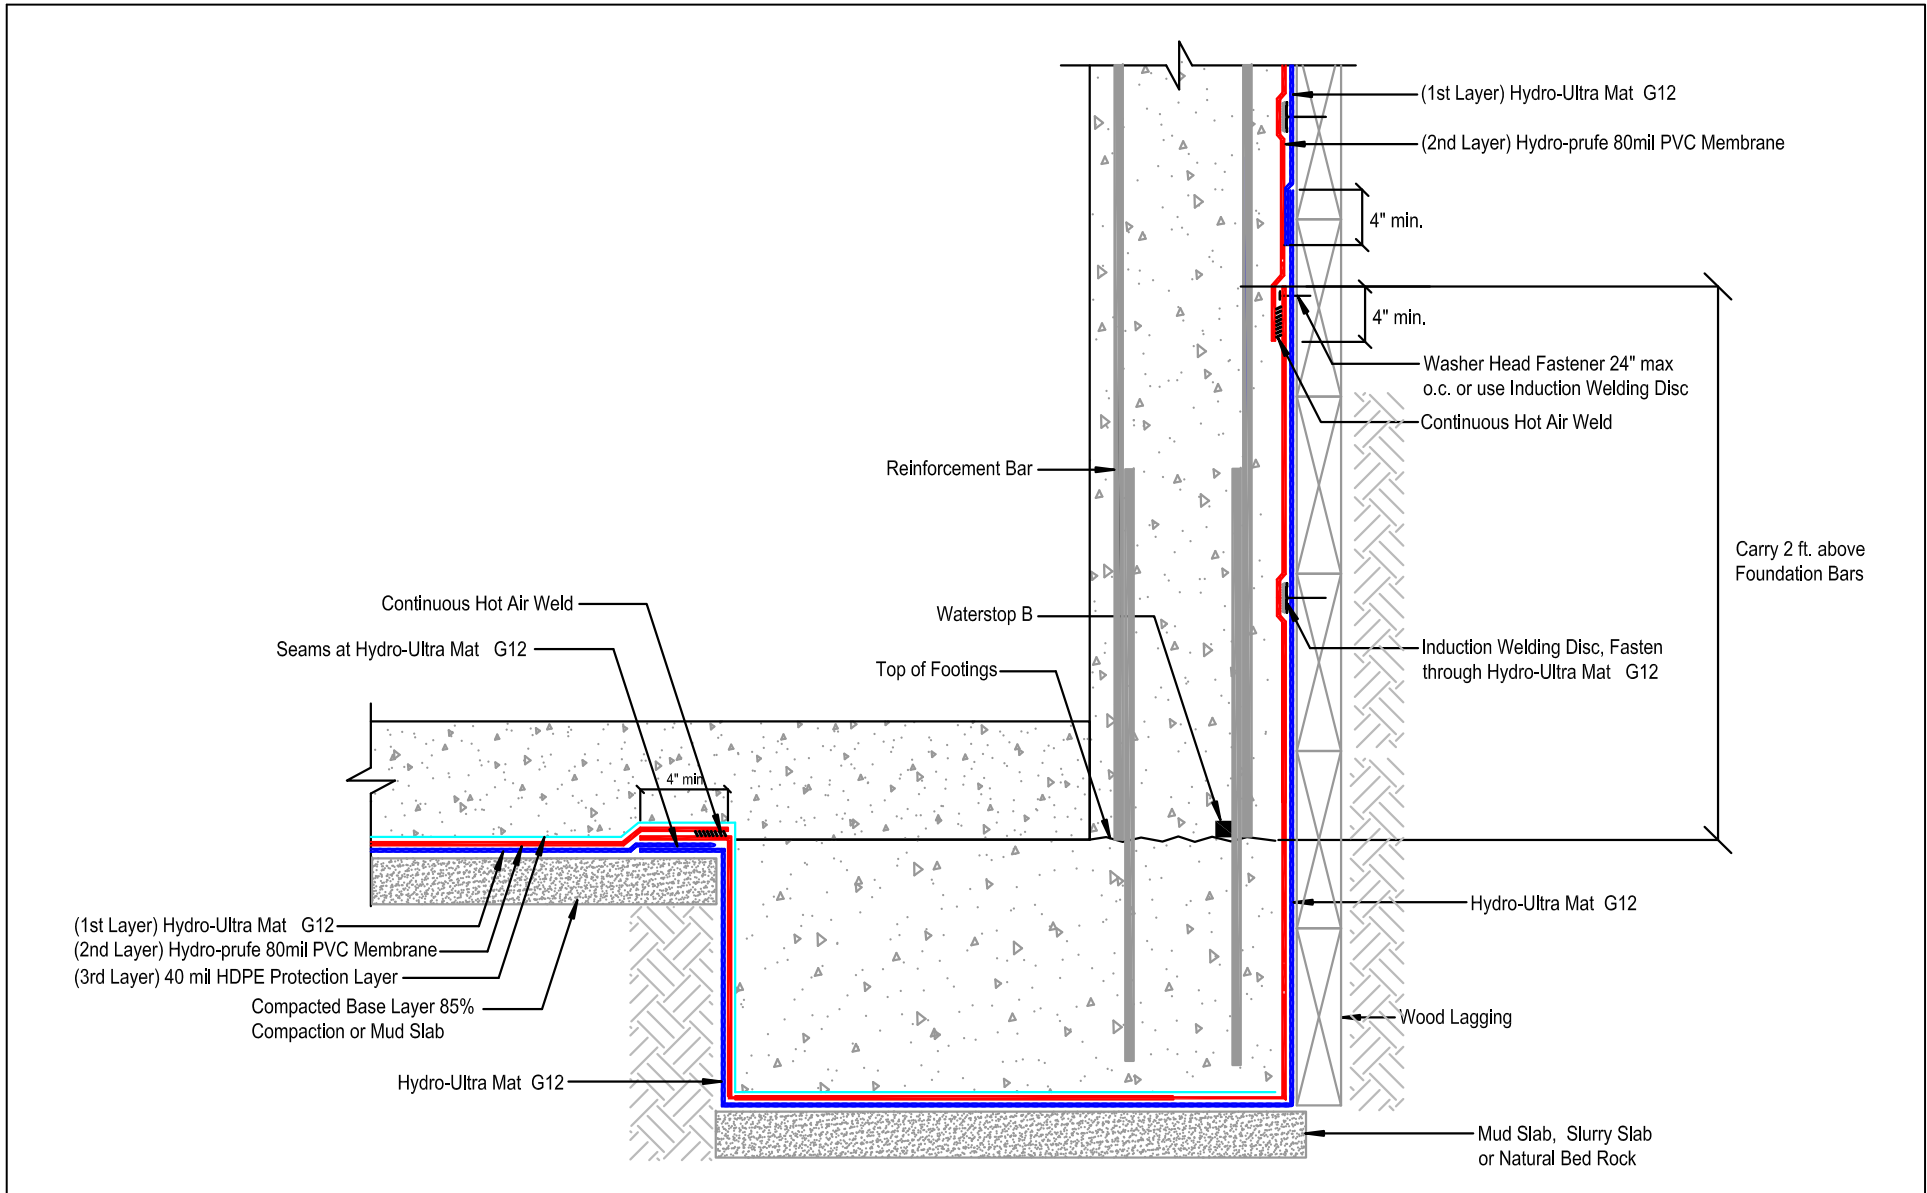 (1st Layer) Hydro-Ultra Mat G12
(2nd Layer) Hydro-prufe 80mil PVC Membrane
4" min.
4" min.
Washer Head Fastener 24" max
o.c. or use Induction Welding Disc
Continuous Hot Air Weld
Reinforcement Bar
Carry 2 ft. above
Foundation Bars
Continuous Hot Air Weld
Waterstop B
Seams at Hydro-Ultra Mat G12
Top of Footings
Induction Welding Disc, Fasten
through Hydro-Ultra Mat G12
4" min
(1st Layer) Hydro-Ultra Mat G12
(2nd Layer) Hydro-prufe 80mil PVC Membrane
(3rd Layer) 40 mil HDPE Protection Layer
Compacted Base Layer 85%
Compaction or Mud Slab
Hydro-Ultra Mat G12
Wood Lagging
Hydro-Ultra Mat G12
Mud Slab, Slurry Slab
or Natural Bed Rock